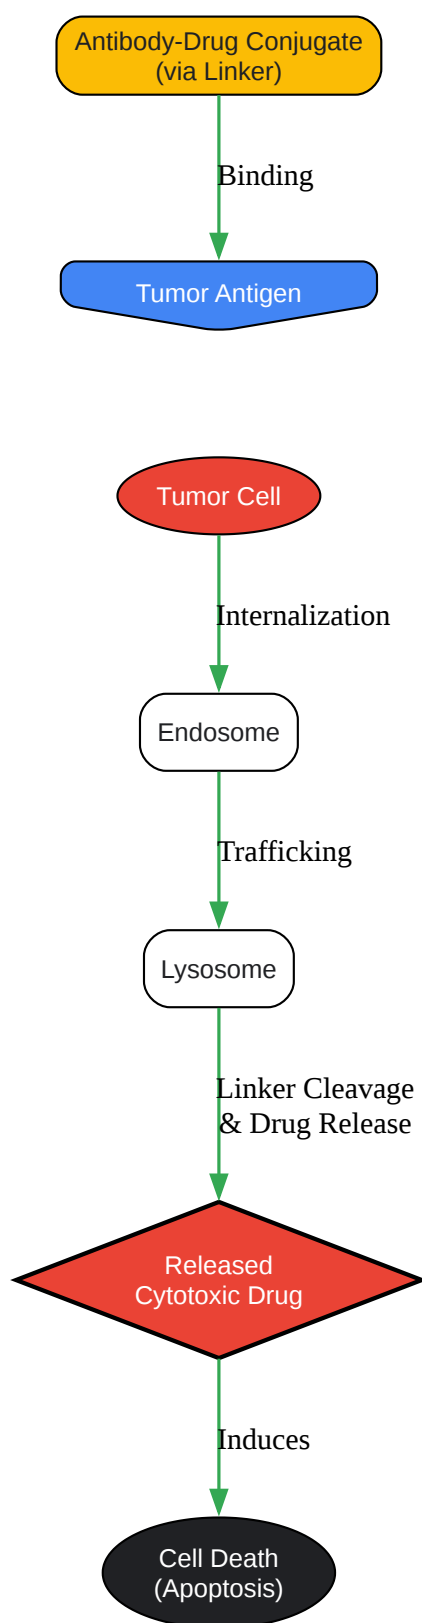 Antibody-Drug Conjugate
(via Linker)
Binding
Tumor Antigen
Tumor Cell
Internalization
Endosome
Trafficking
Lysosome
Linker Cleavage
& Drug Release
Released
Cytotoxic Drug
Induces
Cell Death
(Apoptosis)